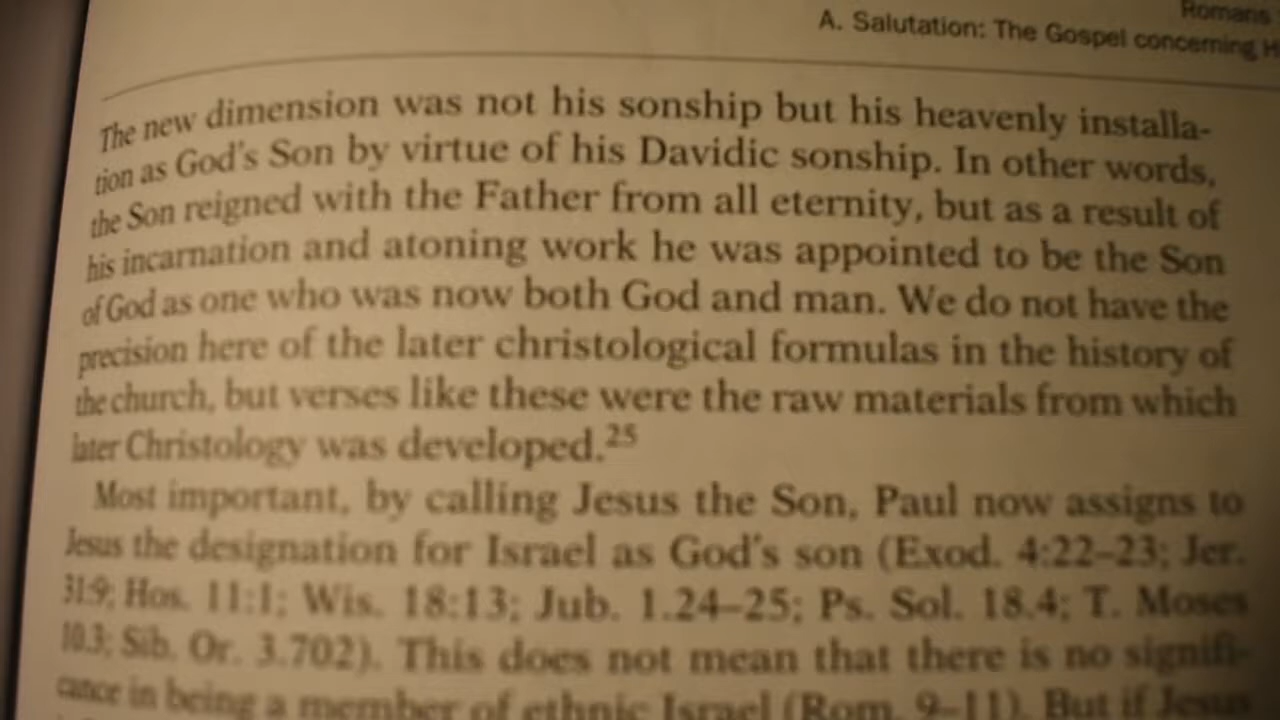 Romans
A. Salutation: The Gospel concerning H
The new dimension was not his sonship but his heavenly installa-
tion as God's Son by virtue of his Davidic sonship. In other words,
the Son reigned with the Father from all eternity, but as a result of
his incarnation and atoning work he was appointed to be the Son
of God as one who was now both God and man. We do not have the
precision here of the later christological formulas in the history of
the church, but verses like these were the raw materials from which
later Christology was developed.25
Most important, by calling Jesus the Son, Paul now assigns to
Jesus the designation for Israel as God's son (Exod. 4:22–23; Jer.
31:9; Hos. 11:1; Wis. 18:13; Jub. 1.24–25; Ps. Sol. 18.4; T. Moses
10.3; Sib. Or. 3.702). This does not mean that there is no signifi-
cance in being a member of ethnic Israel (Rom. 9–11). But if Jesus